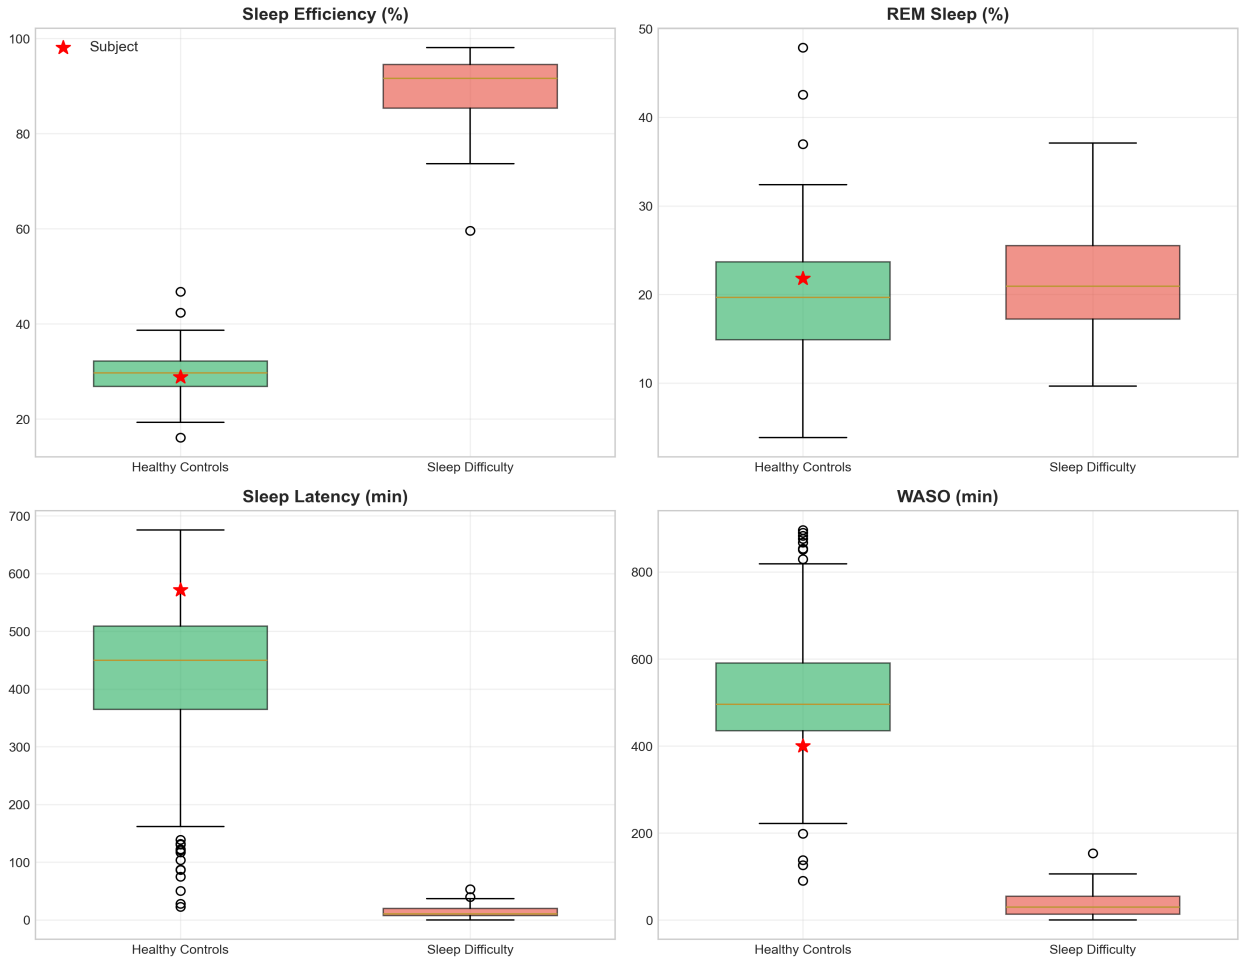 Sleep Efficiency (%)
100
80
60
40
20
Subject
Healthy Controls
Sleep Difficulty
REM Sleep (%)
50
40
30
20
10
Healthy Controls
Sleep Difficulty
Sleep Latency (min)
700
600
500
400
300
200
100
0
Healthy Controls
Sleep Difficulty
WASO (min)
800
600
400
200
0
Healthy Controls
Sleep Difficulty